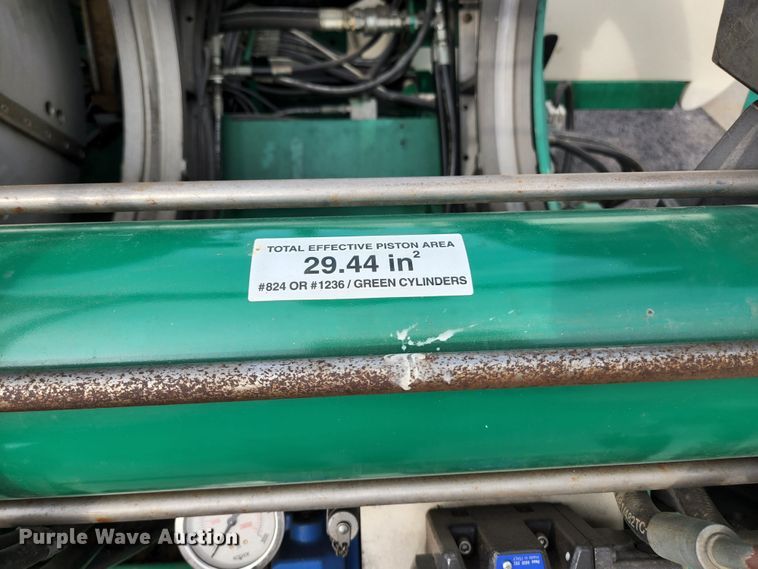 TOTAL EFFECTIVE PISTON AREA
29.44 in²
#824 OR #1236 / GREEN CYLINDERS
Purple Wave Auction